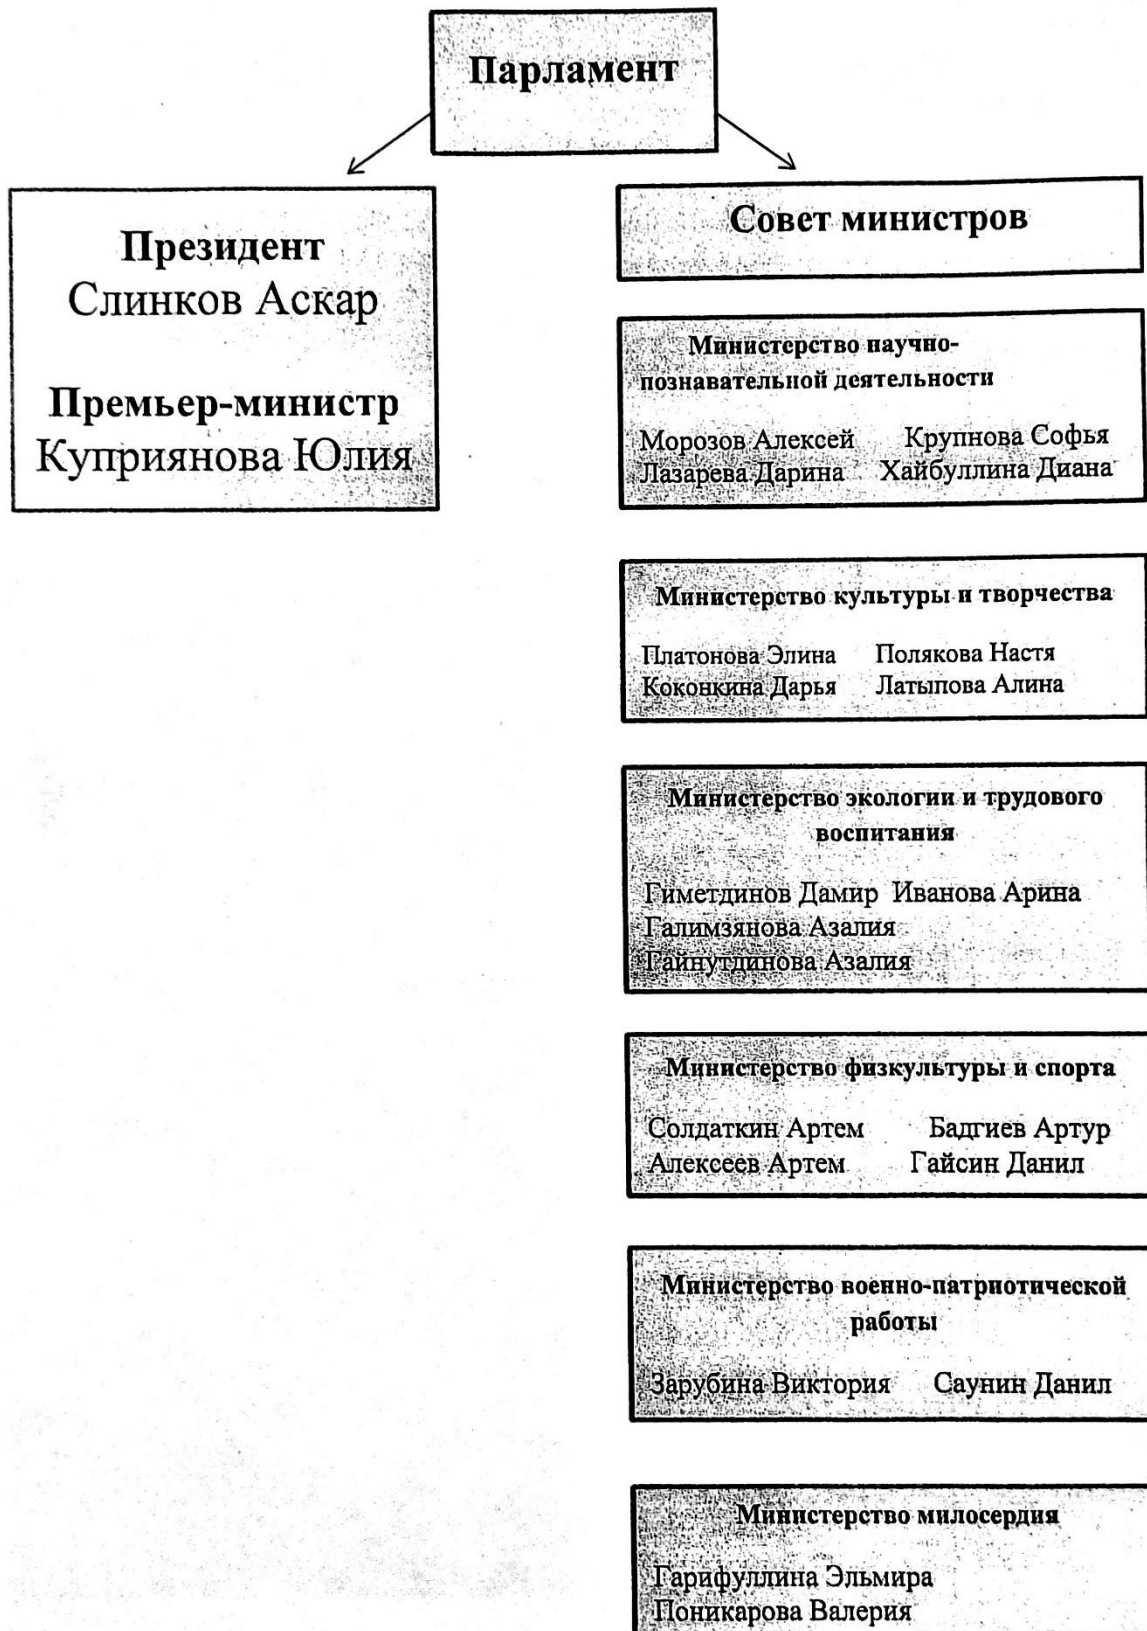 Парламент
Президент
Слинков Аскар
Премьер-министр
Куприянова Юлия
Совет министров
Министерство научно-
познавательной деятельности
Морозов Алексей Крупнова Софья
Лазарева Дарина Хайбуллина Диана
Министерство культуры и творчества
Платонова Элина Полякова Настя
Коконкина Дарья Латыпова Алина
Министерство экологии и трудового
воспитания
Гиметдинов Дамир Иванова Арина
Галимзянова Азалия
Гайнутдинова Азалия
Министерство физкультуры и спорта
Солдаткин Артем Бадгиев Артур
Алексеев Артем Гайсин Данил
Министерство военно-патриотической
работы
Зарубина Виктория Саунин Данил
Министерство милосердия
Гарифуллина Эльмира
Поникарова Валерия